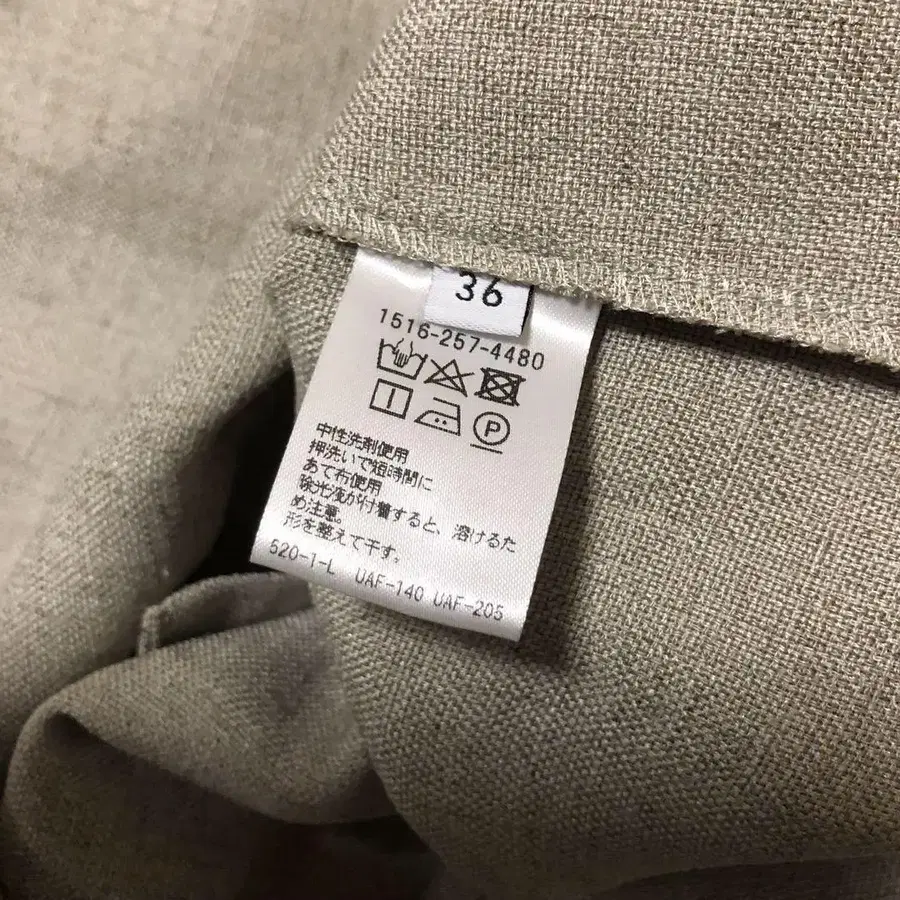 36
1516-257-4480
P
中性洗剤使用
押洗いで短時間に
あて布使用
除光液が付着すると、溶けるた
め注意。
形を整えて干す。
520-1-L UAF-140 UAF-205